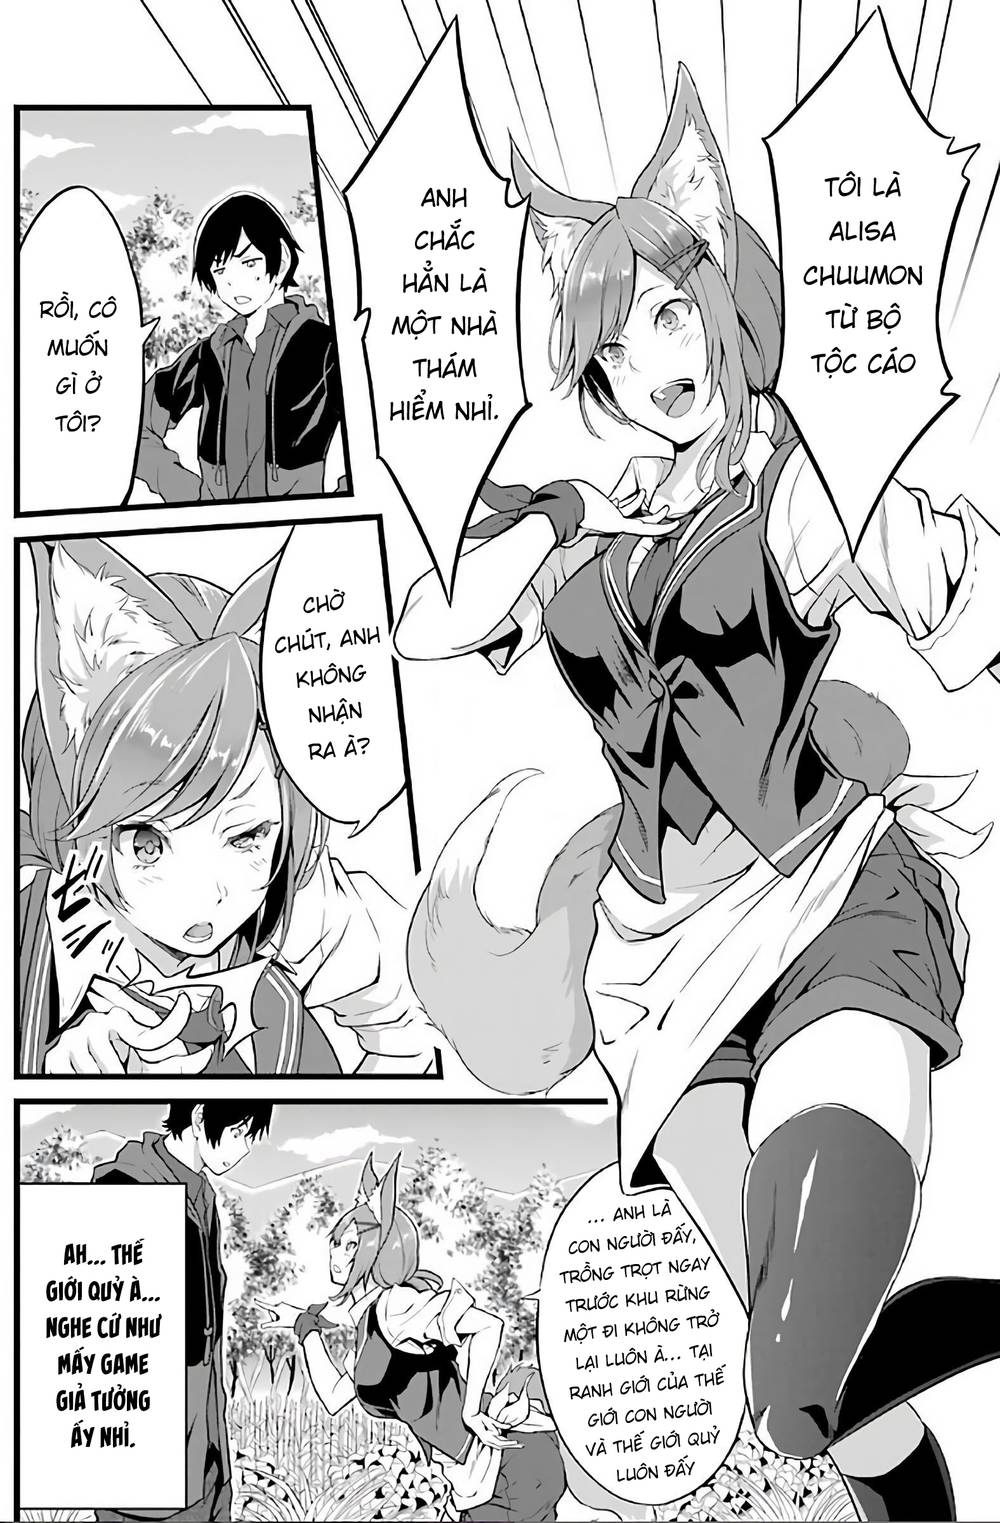 TÔI LÀ
ALISA
CHUUMON
TỪ BỘ
TỘC CÁO
ANH
CHẮC
HẲN LÀ
MỘT NHÀ
THÁM
HIỂM NHỈ.
RỒI, CÔ
MUỐN
GÌ Ở
TÔI?
CHỜ
CHÚT, ANH
KHÔNG
NHẬN
RA À?
ビシッ
... ANH LÀ
CON NGƯỜI ĐẤY,
TRỒNG TRỌT NGAY
TRƯỚC KHU RỪNG
MỘT ĐI KHÔNG TRỞ
LẠI LUÔN À... TẠI
RANH GIỚI CỦA THẾ
GIỚI CON NGƯỜI
VÀ THẾ GIỚI QUỶ
LUÔN ĐẤY
AH... THẾ
GIỚI QUỶ À...
NGHE CỨ NHƯ
MẤY GAME
GIẢ TƯỞNG
ẤY NHỈ.